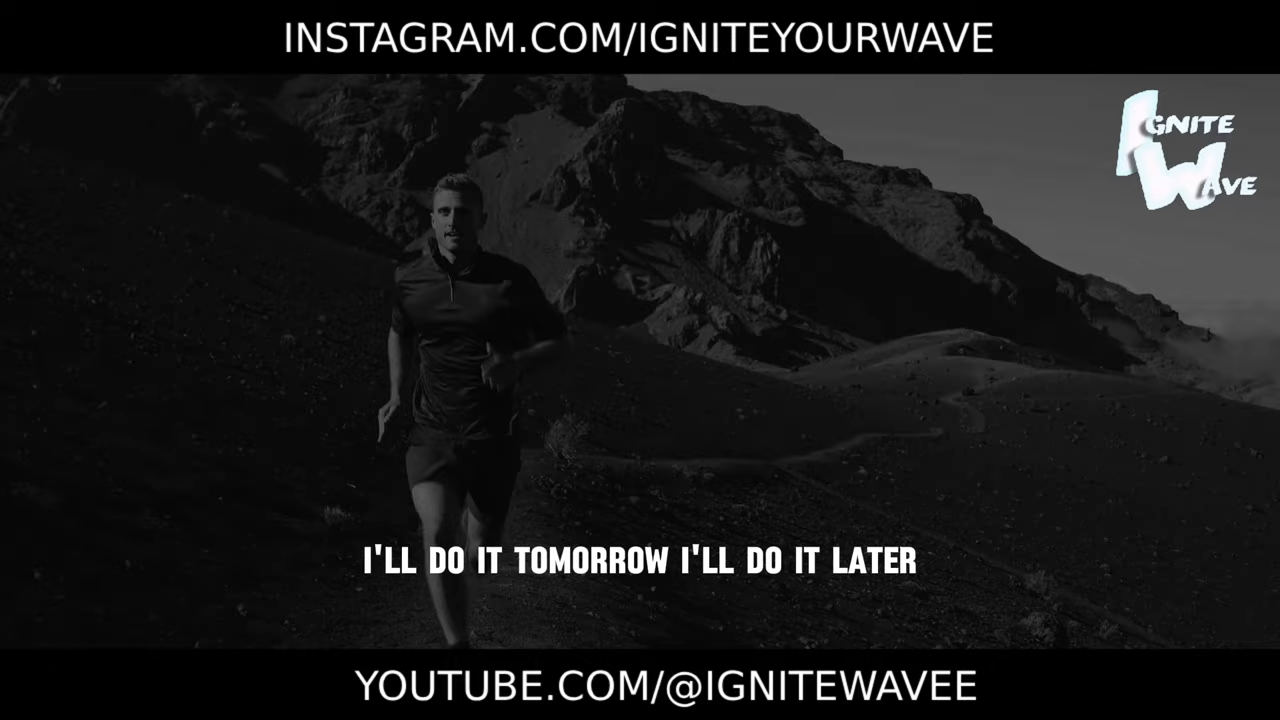 INSTAGRAM.COM/IGNITEYOURWAVE
IGNITE
WAVE
I'LL DO IT TOMORROW I'LL DO IT LATER
YOUTUBE.COM/@IGNITEWAVEE